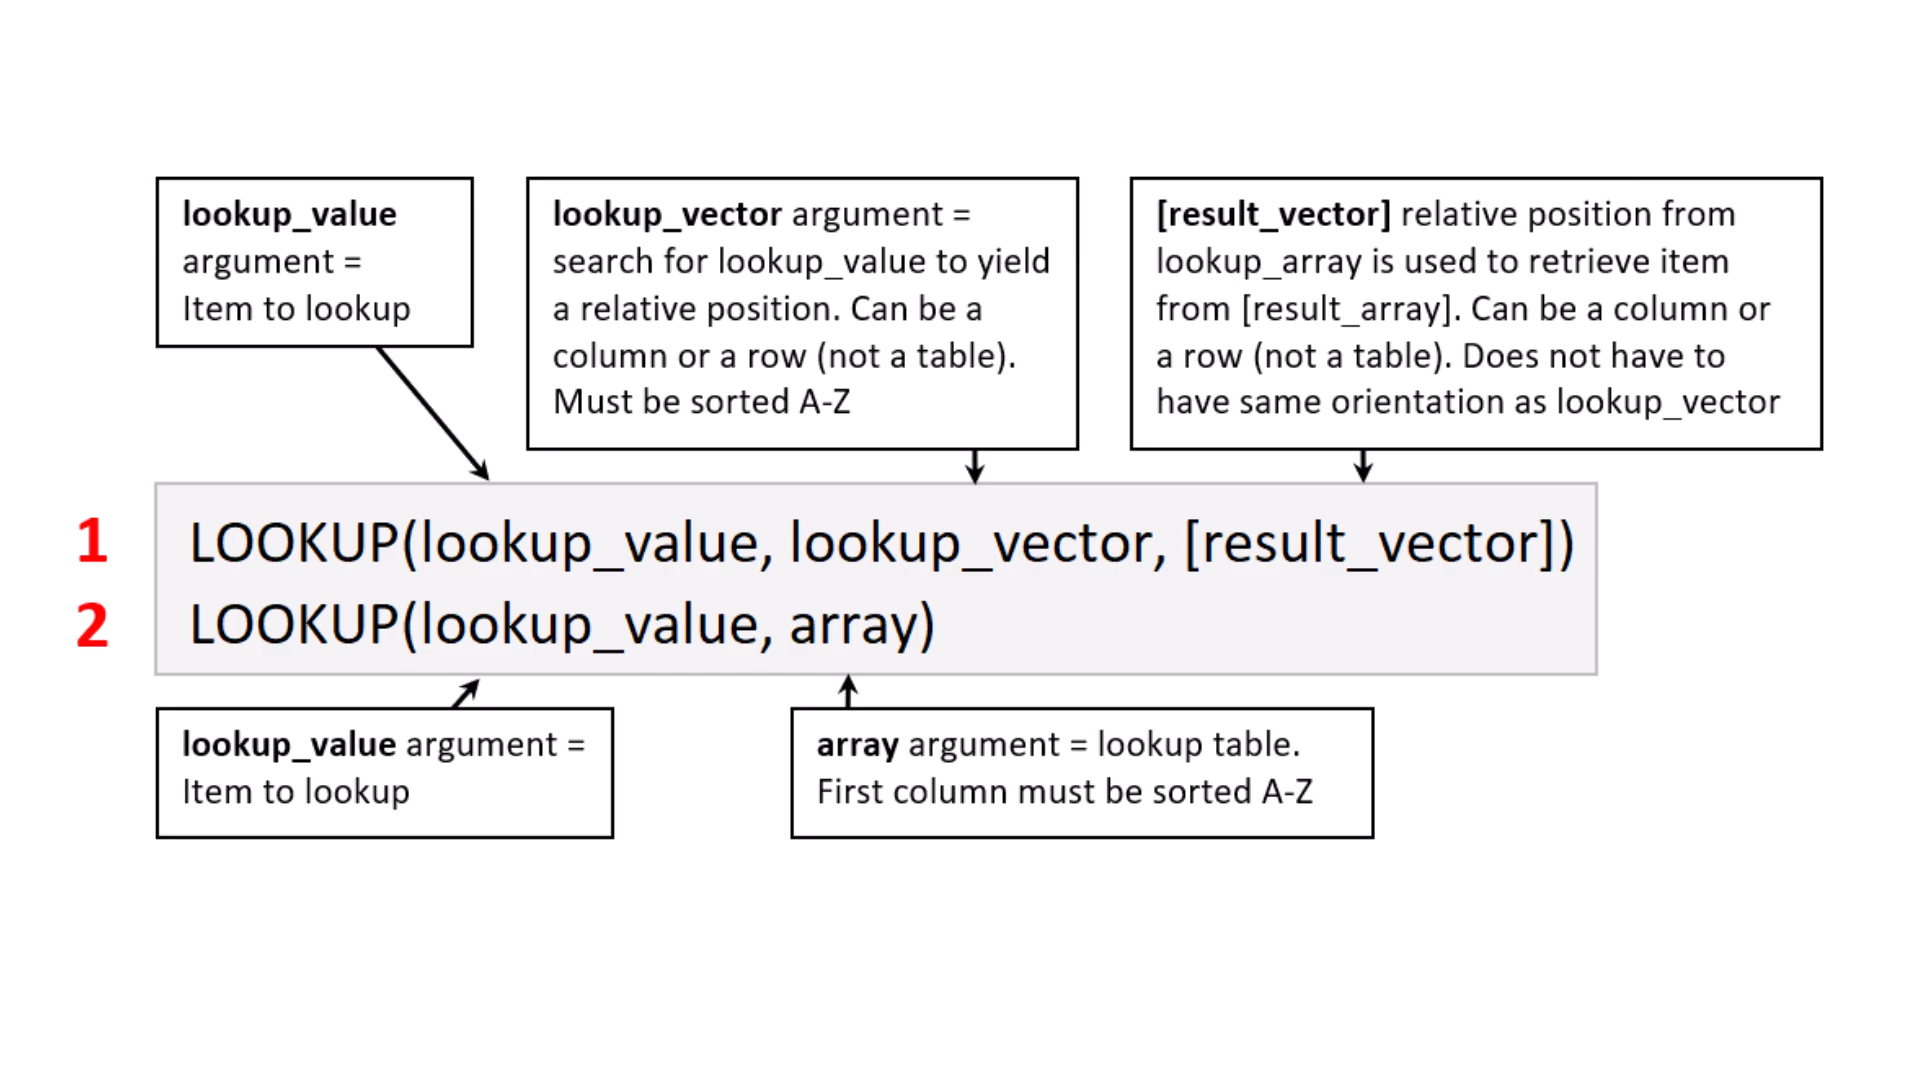 lookup_value
argument =
Item to lookup
lookup_vector argument =
search for lookup_value to yield
a relative position. Can be a
column or a row (not a table).
Must be sorted A-Z
[result_vector] relative position from
lookup_array is used to retrieve item
from [result_array]. Can be a column or
a row (not a table). Does not have to
have same orientation as lookup_vector
1 LOOKUP(lookup_value, lookup_vector, [result_vector])
2 LOOKUP(lookup_value, array)
lookup_value argument =
Item to lookup
array argument = lookup table.
First column must be sorted A-Z